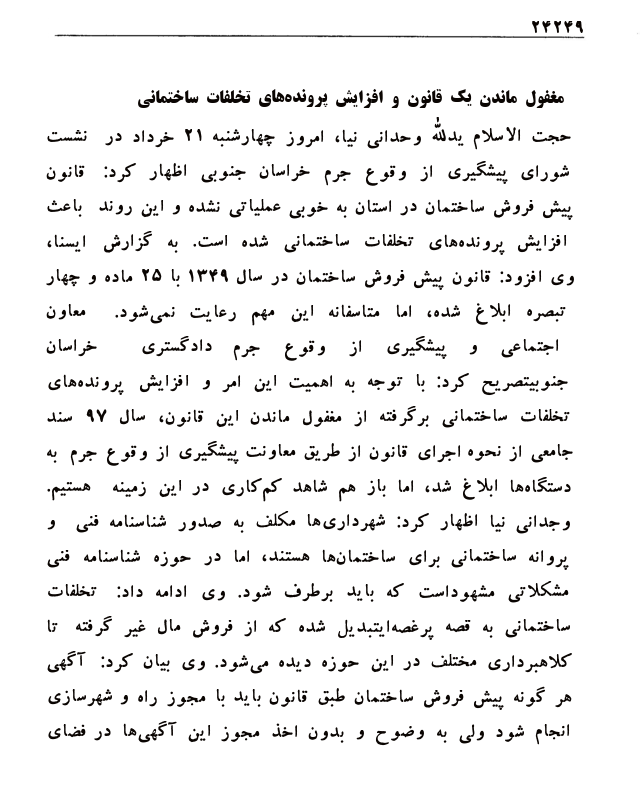 ۲۴۲۴۹
مغفول ماندن یک قانون و افزایش پرونده‌های تخلفات ساختمانی
حجت الاسلام یدالله وحدانی نیا، امروز چهارشنبه ۲۱ خرداد در نشست
شورای پیشگیری از وقوع جرم خراسان جنوبی اظهار کرد: قانون
پیش فروش ساختمان در استان به خوبی عملیاتی نشده و این روند باعث
افزایش پرونده‌های تخلفات ساختمانی شده است. به گزارش ایسنا،
وی افزود: قانون پیش فروش ساختمان در سال ۱۳۴۹ با ۲۵ ماده و چهار
تبصره ابلاغ شده، اما متاسفانه این مهم رعایت نمی‌شود. معاون
اجتماعی و پیشگیری از وقوع جرم دادگستری خراسان
جنوبیتصریح کرد: با توجه به اهمیت این امر و افزایش پرونده‌های
تخلفات ساختمانی برگرفته از مغفول ماندن این قانون، سال ۹۷ سند
جامعی از نحوه اجرای قانون از طریق معاونت پیشگیری از وقوع جرم به
دستگاه‌ها ابلاغ شد، اما باز هم شاهد کم‌کاری در این زمینه هستیم.
وجدانی نیا اظهار کرد: شهرداری‌ها مکلف به صدور شناسنامه فنی و
پروانه ساختمانی برای ساختمان‌ها هستند، اما در حوزه شناسنامه فنی
مشکلاتی مشهوداست که باید برطرف شود. وی ادامه داد: تخلفات
ساختمانی به قصه پرغصه‌ایتبدیل شده که از فروش مال غیر گرفته تا
کلاهبرداری مختلف در این حوزه دیده می‌شود. وی بیان کرد: آگهی
هر گونه پیش فروش ساختمان طبق قانون باید با مجوز راه و شهرسازی
انجام شود ولی به وضوح و بدون اخذ مجوز این آگهی‌ها در فضای